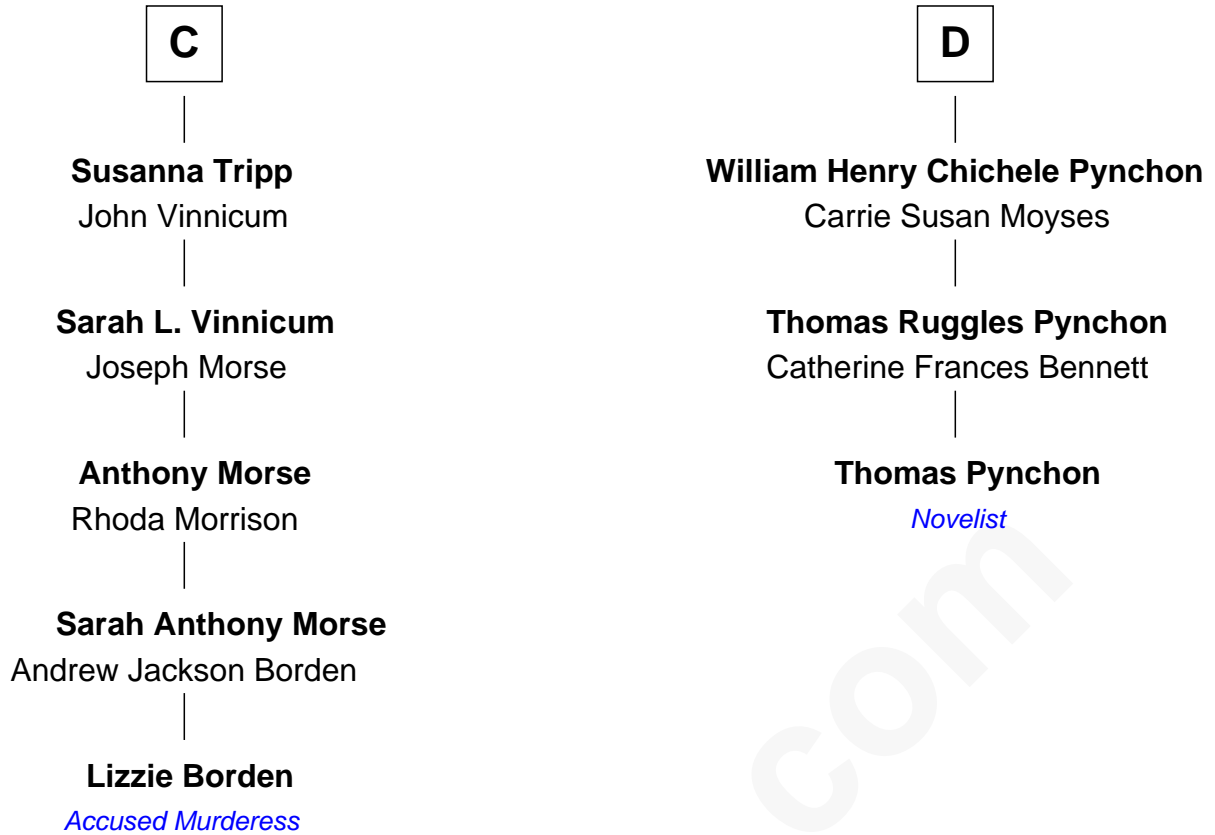 C
Susanna Tripp
John Vinnicum
Sarah L. Vinnicum
Joseph Morse
Anthony Morse
Rhoda Morrison
Sarah Anthony Morse
Andrew Jackson Borden
Lizzie Borden
Accused Murderess
D
William Henry Chichele Pynchon
Carrie Susan Moyses
Thomas Ruggles Pynchon
Catherine Frances Bennett
Thomas Pynchon
Novelist
com